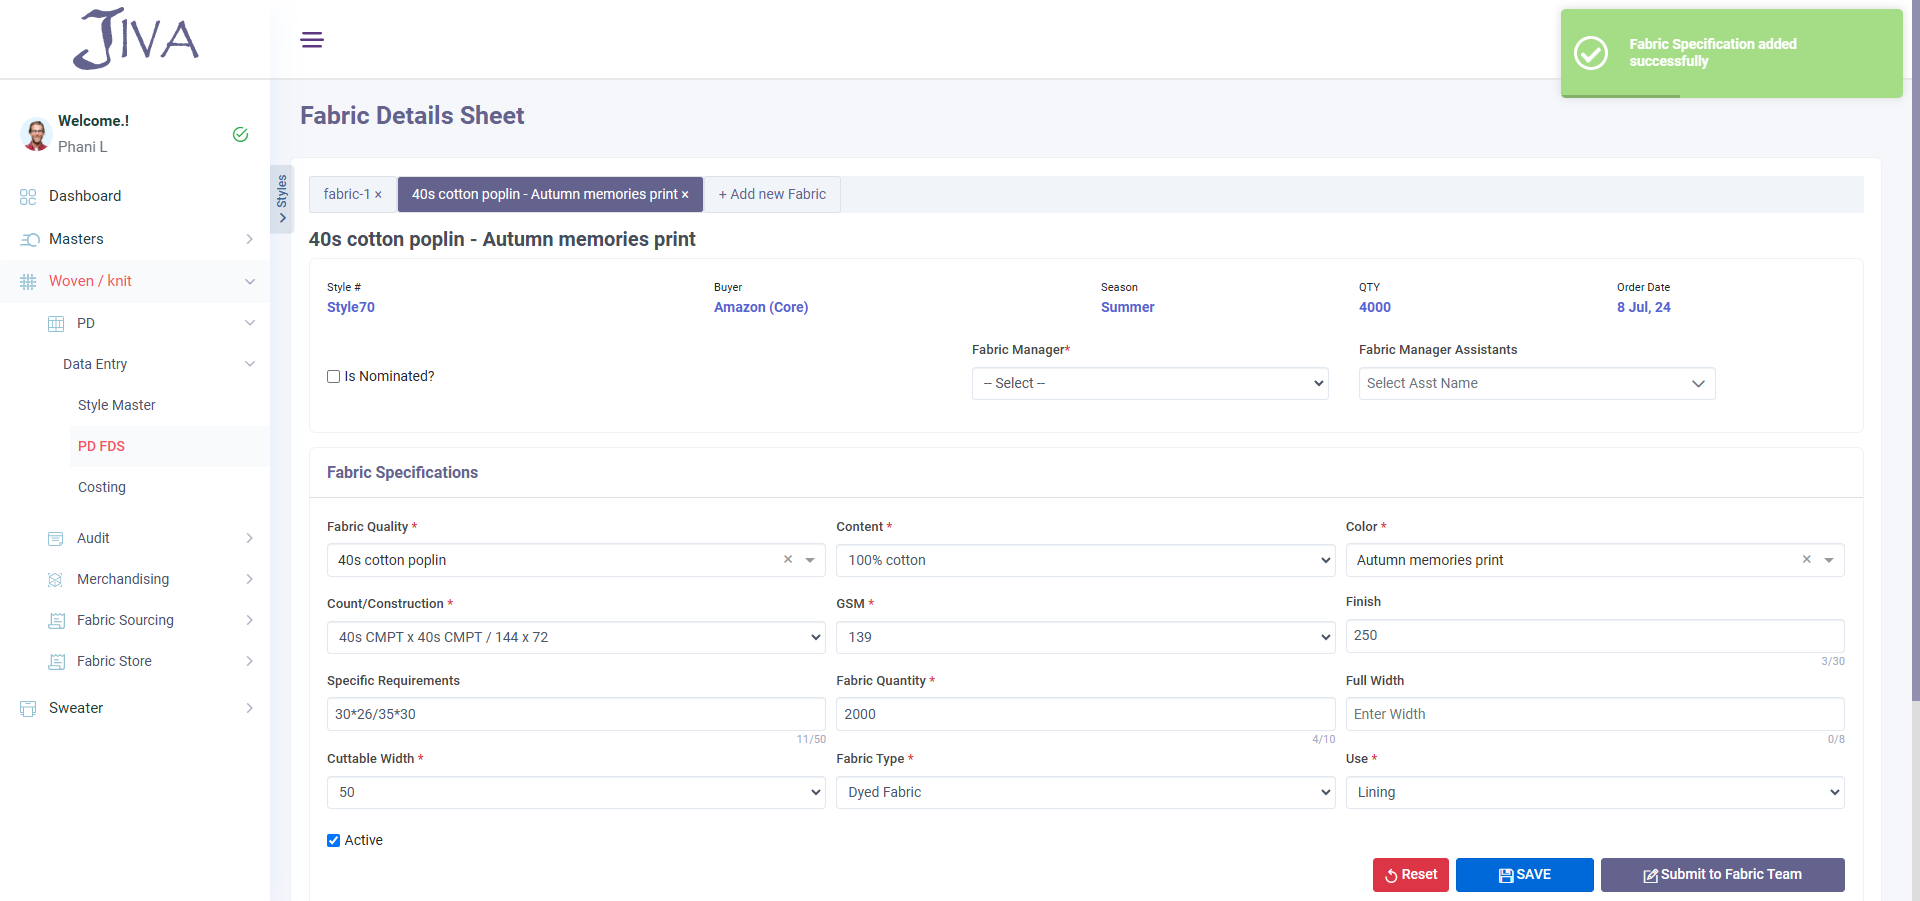 JIVA
Fabric Specification added
successfully
Fabric Details Sheet
Welcome.!
Phani L
Dashboard
Masters
Woven / knit
PD
Data Entry
Style Master
PD FDS
Costing
Audit
Merchandising
Fabric Sourcing
Fabric Store
Sweater
Styles
fabric-1 × 40s cotton poplin - Autumn memories print × + Add new Fabric
40s cotton poplin - Autumn memories print
Style # Buyer Season QTY Order Date
Style70 Amazon (Core) Summer 4000 8 Jul, 24
Fabric Manager* Fabric Manager Assistants
Is Nominated? -- Select -- Select Asst Name
Fabric Specifications
Fabric Quality * Content * Color *
40s cotton poplin × 100% cotton Autumn memories print ×
Count/Construction * GSM * Finish
40s CMPT x 40s CMPT / 144 x 72 139 250
3/30
Specific Requirements Fabric Quantity * Full Width
30*26/35*30 2000 Enter Width
11/50 4/10 0/8
Cuttable Width * Fabric Type * Use *
50 Dyed Fabric Lining
Active
Reset SAVE Submit to Fabric Team